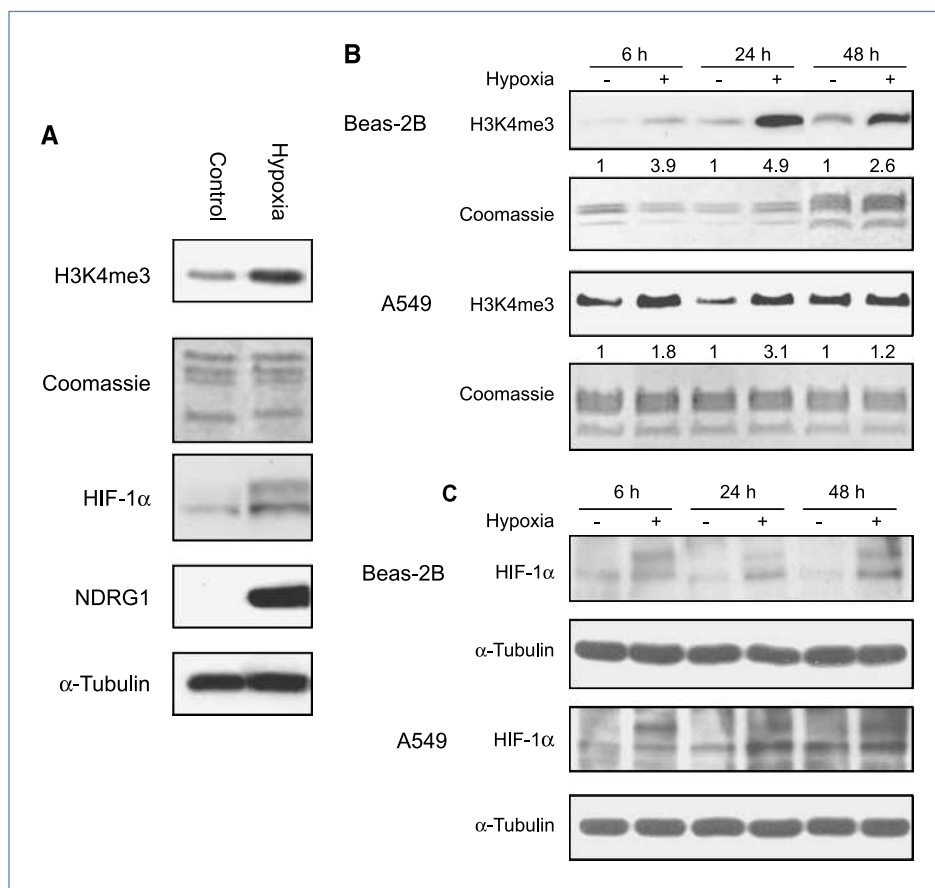 A
Control
Hypoxia
H3K4me3
Coomassie
HIF-1α
NDRG1
α-Tubulin
B
6 h 24 h 48 h
Hypoxia - + - + - +
Beas-2B H3K4me3
1 3.9 1 4.9 1 2.6
Coomassie
A549 H3K4me3
1 1.8 1 3.1 1 1.2
Coomassie
C
6 h 24 h 48 h
Hypoxia - + - + - +
Beas-2B HIF-1α
α-Tubulin
A549 HIF-1α
α-Tubulin